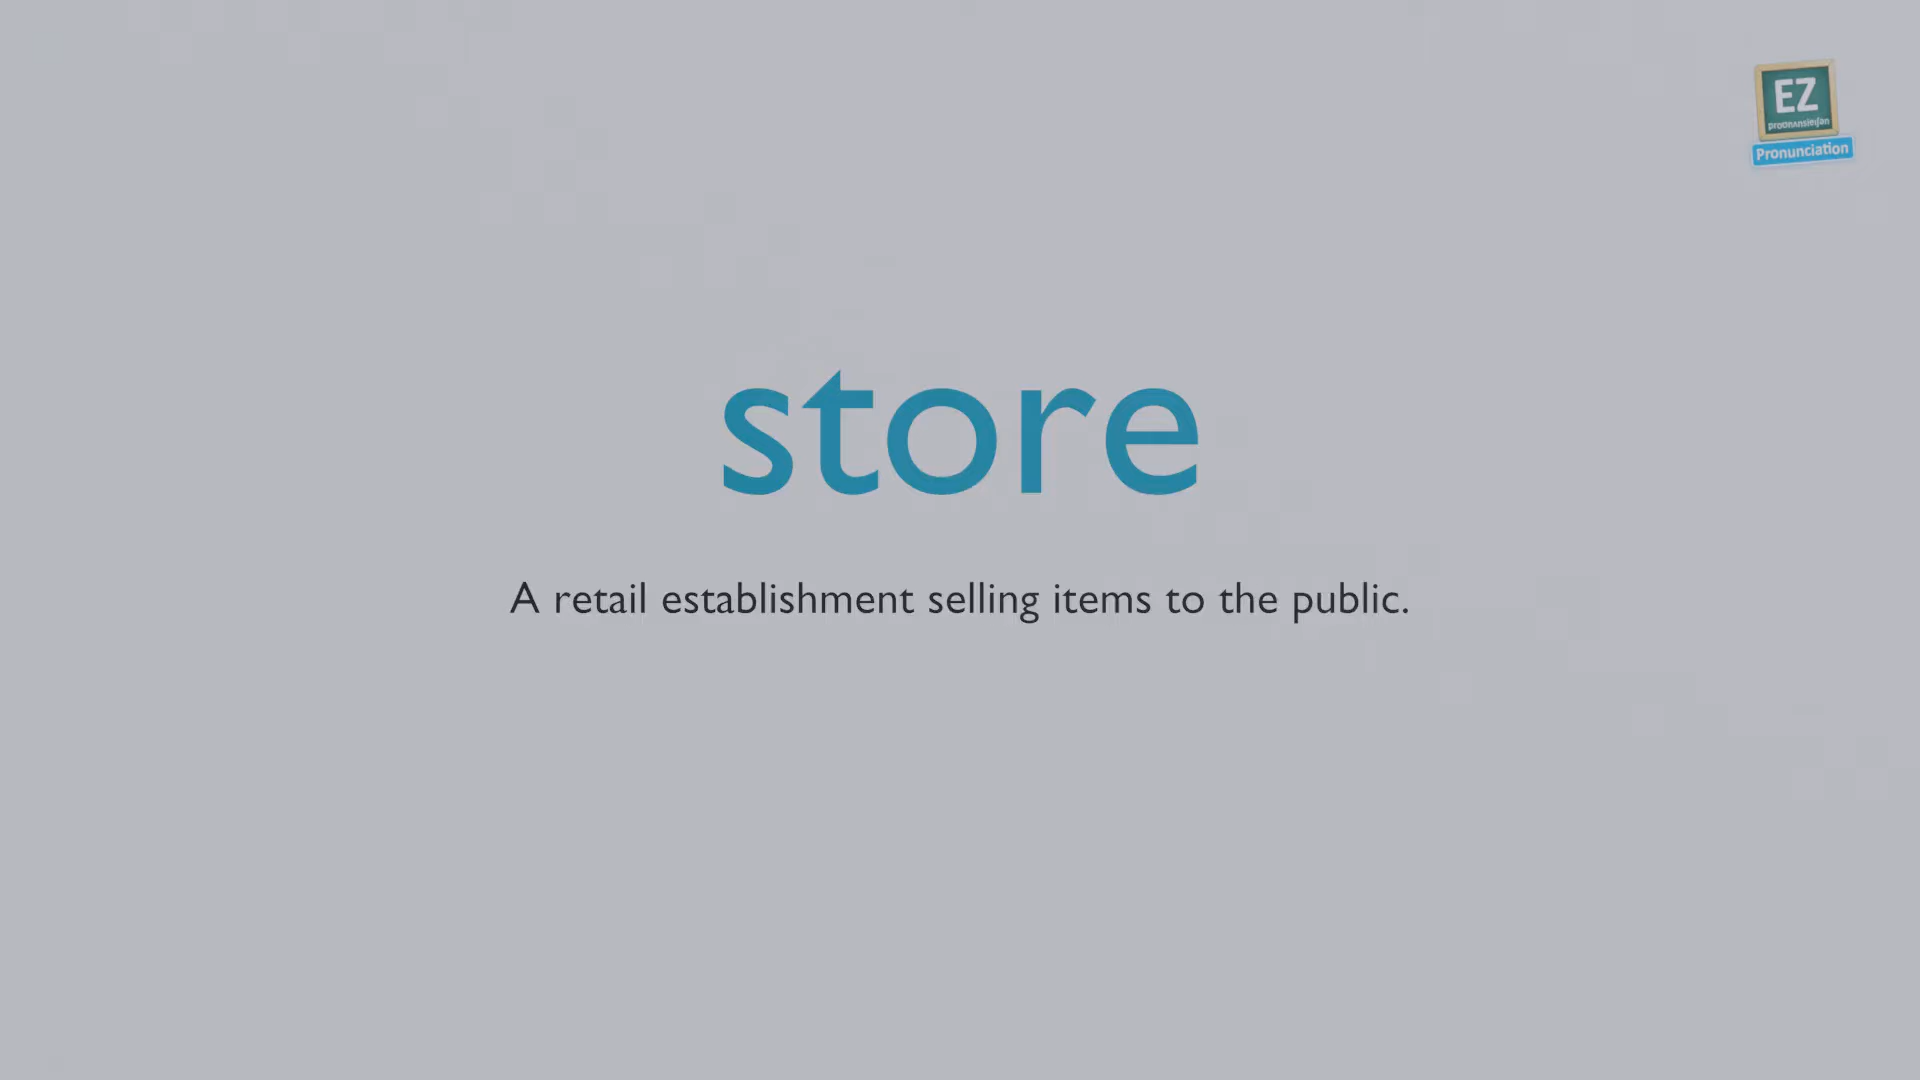 EZ
Pronunciation
store
A retail establishment selling items to the public.